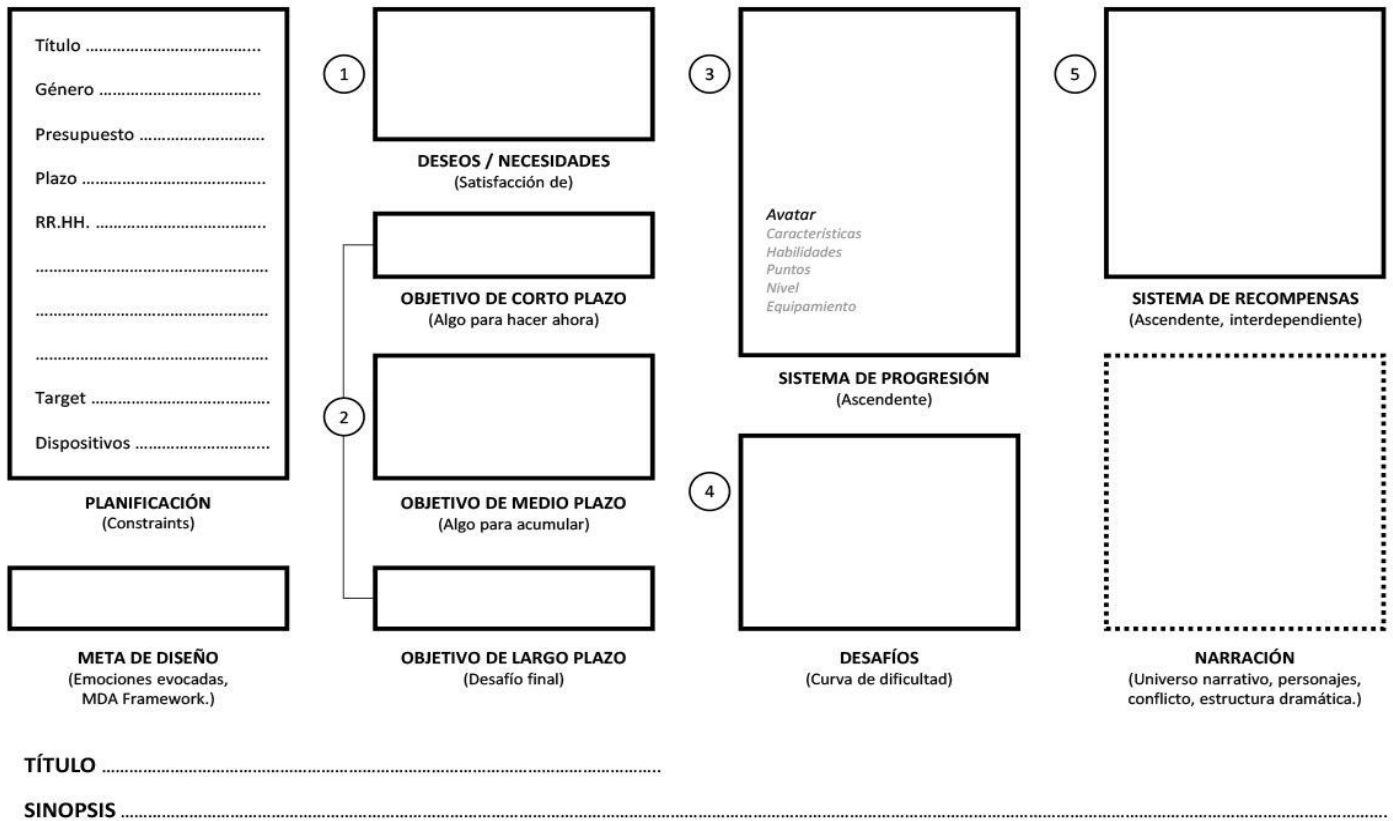 Título ........................................
Género .....................................
Presupuesto ............................
Plazo ..........................................
RR.HH. .......................................
.....................................................
.....................................................
.....................................................
Target ........................................
Dispositivos ..............................
PLANIFICACIÓN
(Constraints)
META DE DISEÑO
(Emociones evocadas,
MDA Framework.)
1
DESEOS / NECESIDADES
(Satisfacción de)
2
OBJETIVO DE CORTO PLAZO
(Algo para hacer ahora)
OBJETIVO DE MEDIO PLAZO
(Algo para acumular)
OBJETIVO DE LARGO PLAZO
(Desafío final)
3
Avatar
Características
Habilidades
Puntos
Nivel
Equipamiento
SISTEMA DE PROGRESIÓN
(Ascendente)
4
DESAFÍOS
(Curva de dificultad)
5
SISTEMA DE RECOMPENSAS
(Ascendente, interdependiente)
NARRACIÓN
(Universo narrativo, personajes,
conflicto, estructura dramática.)
TÍTULO ................................................................................
SINOPSIS ................................................................................